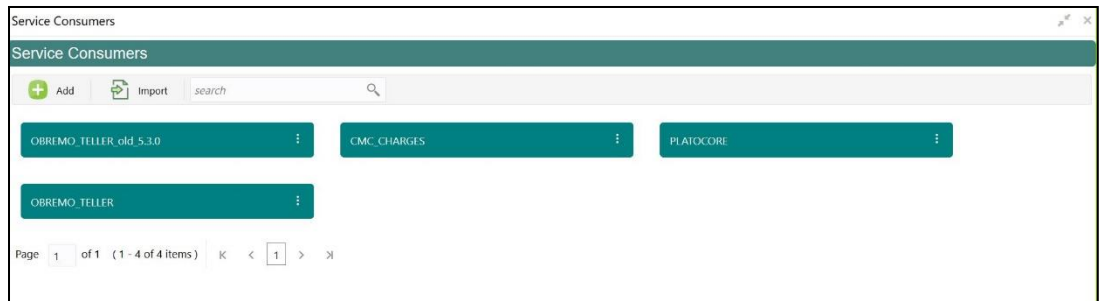 Service Consumers
Service Consumers
Add Import search
OBREMO_TELLER_old_5.3.0 CMC_CHARGES PLATOCORE
OBREMO_TELLER
Page 1 of 1 (1 - 4 of 4 items) 1